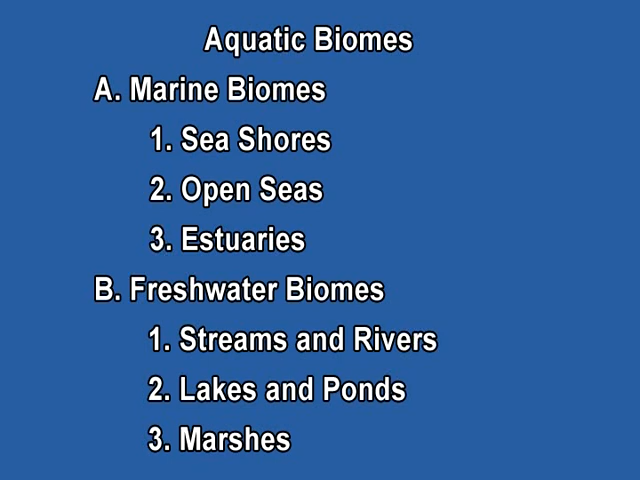 Aquatic Biomes
A. Marine Biomes
1. Sea Shores
2. Open Seas
3. Estuaries
B. Freshwater Biomes
1. Streams and Rivers
2. Lakes and Ponds
3. Marshes